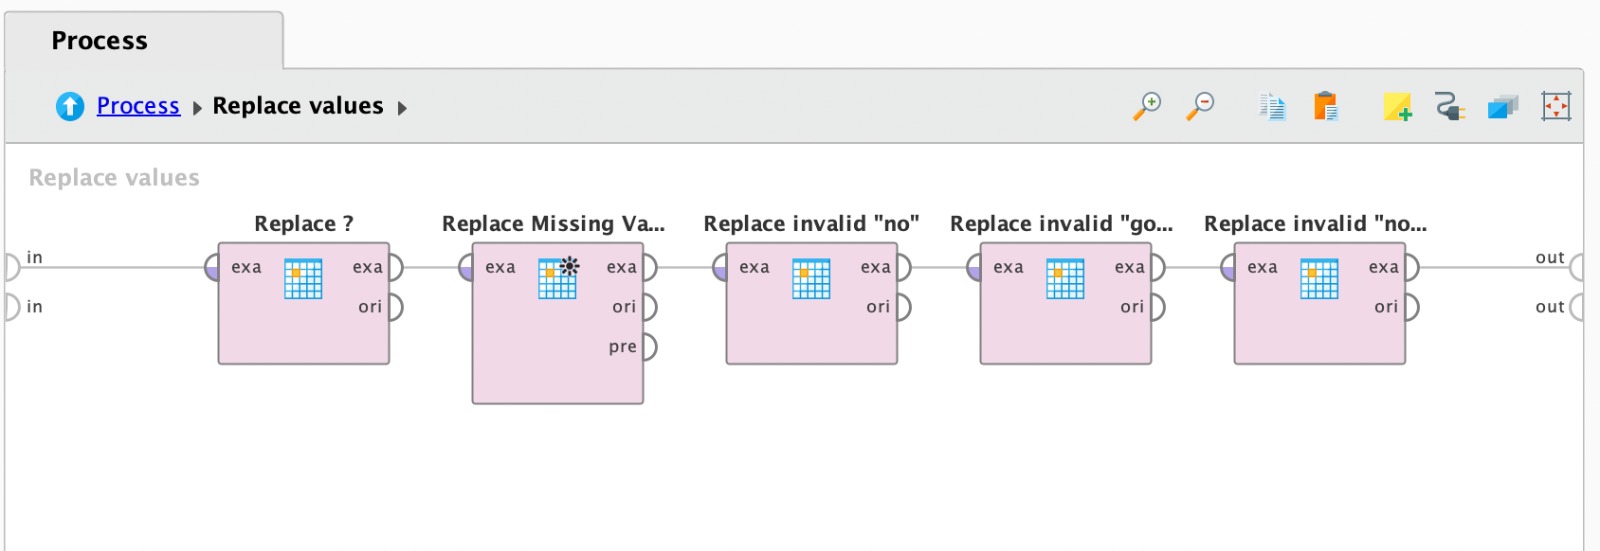 Process
Process Replace values
Replace values
Replace ? Replace Missing Va... Replace invalid "no" Replace invalid "go... Replace invalid "no...
in exa exa exa exa exa exa exa exa exa exa out
in ori ori ori ori ori out
pre